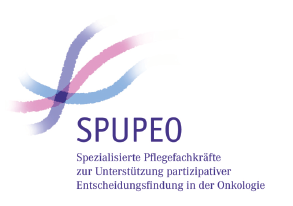 SPUPEO
Spezialisierte Pflegefachkräfte
zur Unterstützung partizipativer
Entscheidungsfindung in der Onkologie